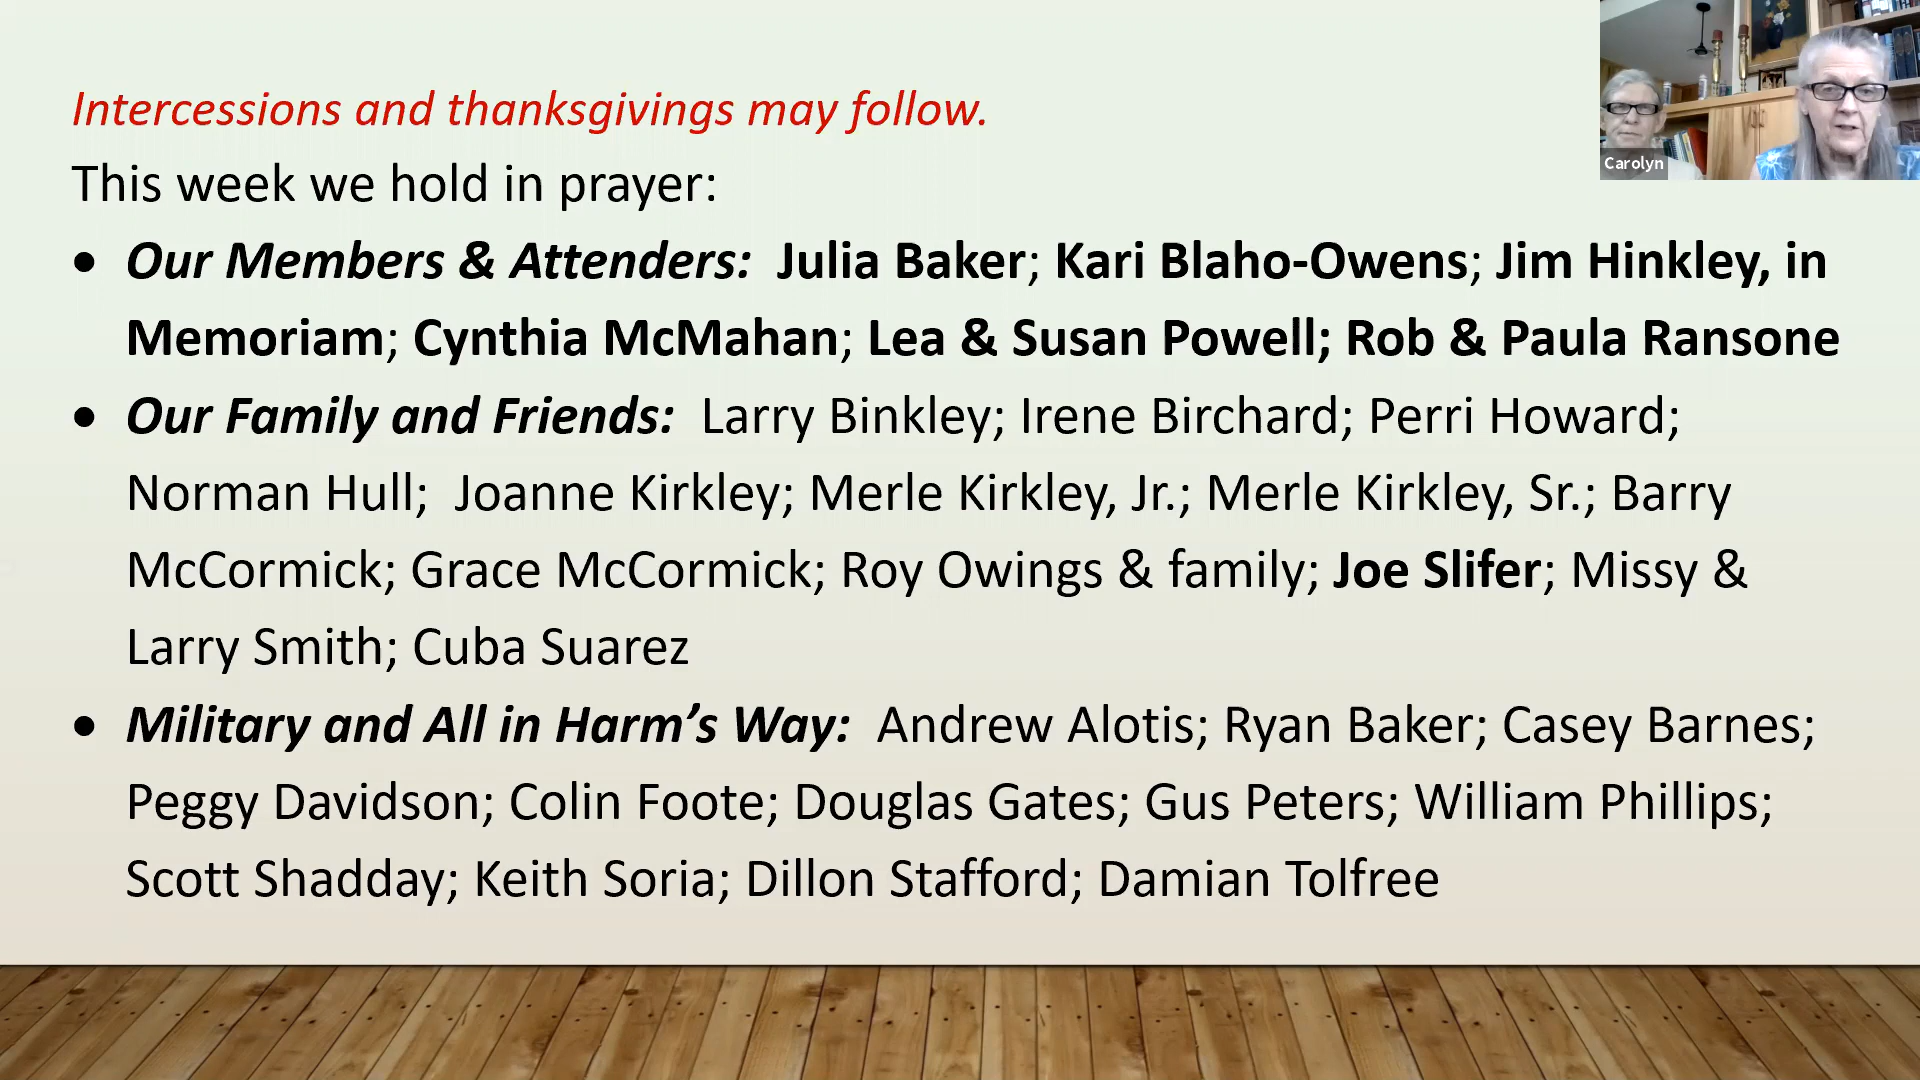 Intercessions and thanksgivings may follow.
This week we hold in prayer:
• Our Members & Attenders: Julia Baker; Kari Blaho-Owens; Jim Hinkley, in
Memoriam; Cynthia McMahan; Lea & Susan Powell; Rob & Paula Ransone
• Our Family and Friends: Larry Binkley; Irene Birchard; Perri Howard;
Norman Hull; Joanne Kirkley; Merle Kirkley, Jr.; Merle Kirkley, Sr.; Barry
McCormick; Grace McCormick; Roy Owings & family; Joe Slifer; Missy &
Larry Smith; Cuba Suarez
• Military and All in Harm’s Way: Andrew Alotis; Ryan Baker; Casey Barnes;
Peggy Davidson; Colin Foote; Douglas Gates; Gus Peters; William Phillips;
Scott Shadday; Keith Soria; Dillon Stafford; Damian Tolfree
Carolyn